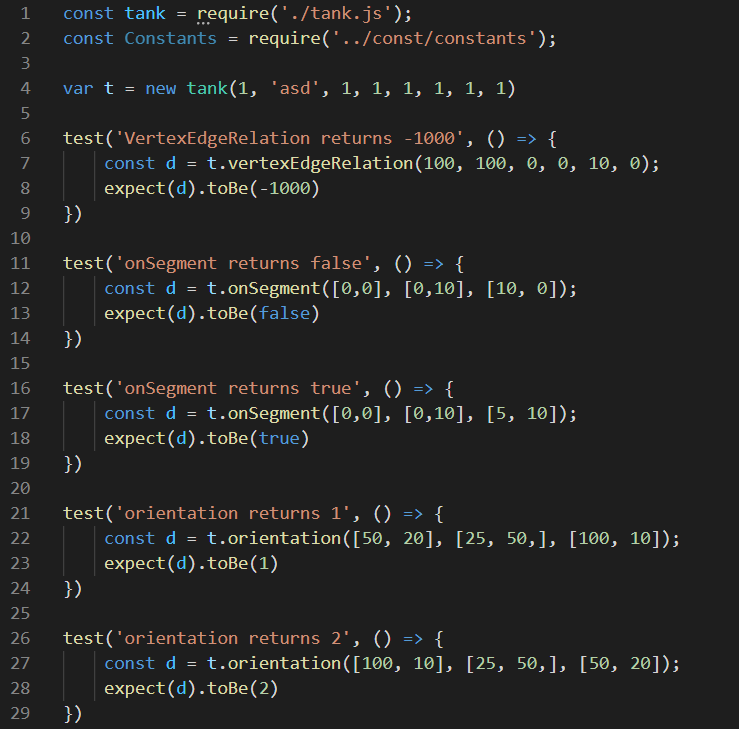 1 const tank = require('./tank.js');
2 const Constants = require('../const/constants');
3
4 var t = new tank(1, 'asd', 1, 1, 1, 1, 1, 1)
5
6 test('VertexEdgeRelation returns -1000', () => {
7     const d = t.vertexEdgeRelation(100, 100, 0, 0, 10, 0);
8     expect(d).toBe(-1000)
9 })
10
11 test('onSegment returns false', () => {
12     const d = t.onSegment([0,0], [0,10], [10, 0]);
13     expect(d).toBe(false)
14 })
15
16 test('onSegment returns true', () => {
17     const d = t.onSegment([0,0], [0,10], [5, 10]);
18     expect(d).toBe(true)
19 })
20
21 test('orientation returns 1', () => {
22     const d = t.orientation([50, 20], [25, 50,], [100, 10]);
23     expect(d).toBe(1)
24 })
25
26 test('orientation returns 2', () => {
27     const d = t.orientation([100, 10], [25, 50,], [50, 20]);
28     expect(d).toBe(2)
29 })